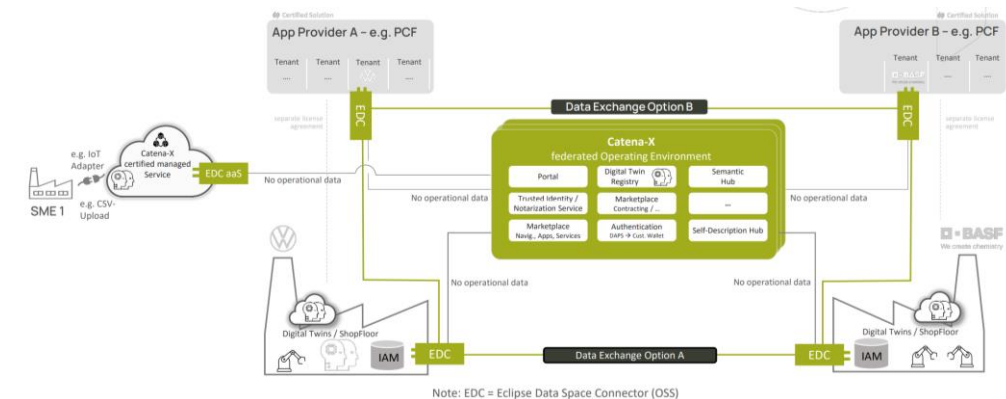 Certified Solution
App Provider A – e.g. PCF
Tenant Tenant Tenant Tenant
.... .... ....
EDC
separate license
agreement
Certified Solution
App Provider B – e.g. PCF
Tenant Tenant Tenant
BASF
We create chemistry
... ...
EDC
separate license
agreement
Data Exchange Option B
Catena-X
federated Operating Environment
Portal
Digital Twin
Registry
Semantic
Hub
Trusted Identity /
Notarization Service
Marketplace
Contracting / ...
...
Marketplace
Navig., Apps, Services
Authentication
DAPS → Cust. Wallet
Self-Description Hub
SME 1
e.g. IoT
Adapter
e.g. CSV-
Upload
Catena-X
certified managed
Service
EDC aaS
No operational data
No operational data
No operational data
No operational data
No operational data
BASF
We create chemistry
Digital Twins / ShopFloor
IAM
EDC
Data Exchange Option A
EDC
IAM
Digital Twins / ShopFloor
Note: EDC = Eclipse Data Space Connector (OSS)